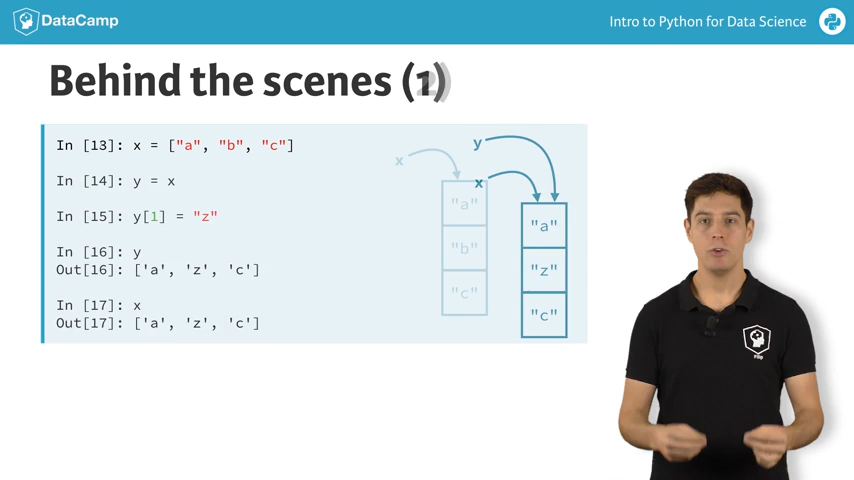 DataCamp
Intro to Python for Data Science
Behind the scenes (1)
In [13]: x = ["a", "b", "c"]
In [14]: y = x
In [15]: y[1] = "z"
In [16]: y
Out[16]: ['a', 'z', 'c']
In [17]: x
Out[17]: ['a', 'z', 'c']
x
"a"
"b"
"c"
y
x
"a"
"z"
"c"
Filip